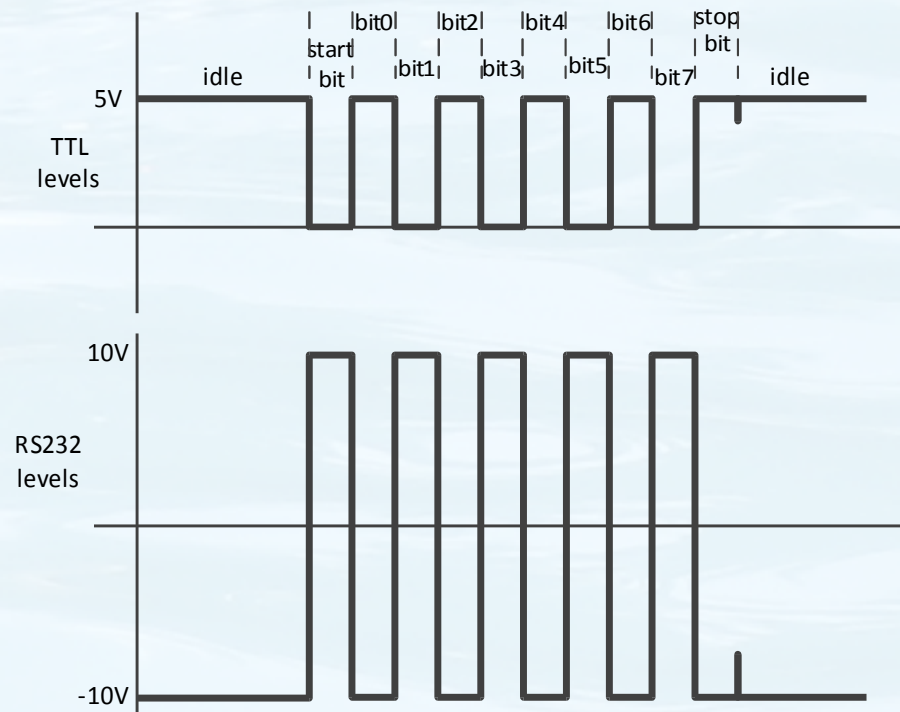 bit0
bit2
bit4
bit6
stop
bit
start
bit
bit1
bit3
bit5
bit7
idle
idle
5V
TTL
levels
10V
RS232
levels
-10V